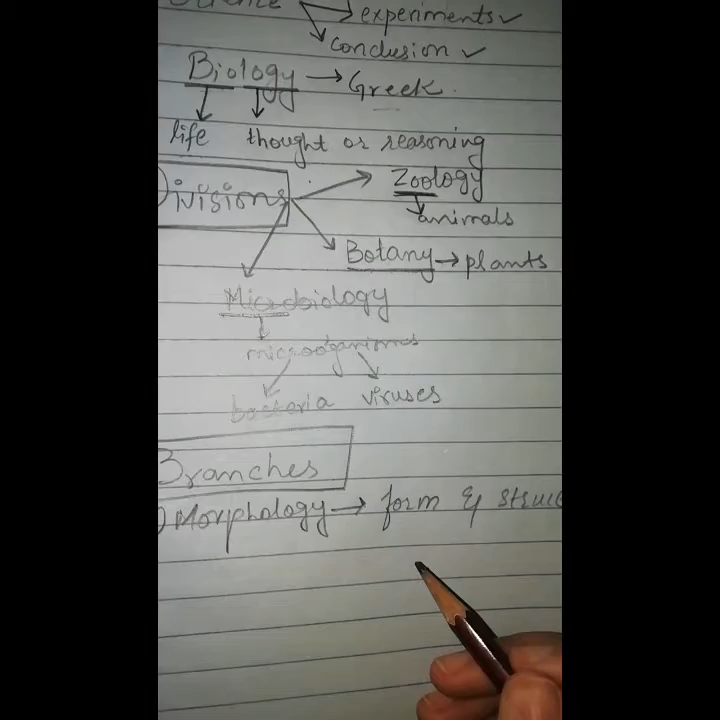 experiments ✓
conclusion ✓
Biology → Greek.
life thought or reasoning
Divisions Zoology
animals
Botany → plants
Microbiology
microorganisms
bacteria viruses
Branches
Morphology → form & struc